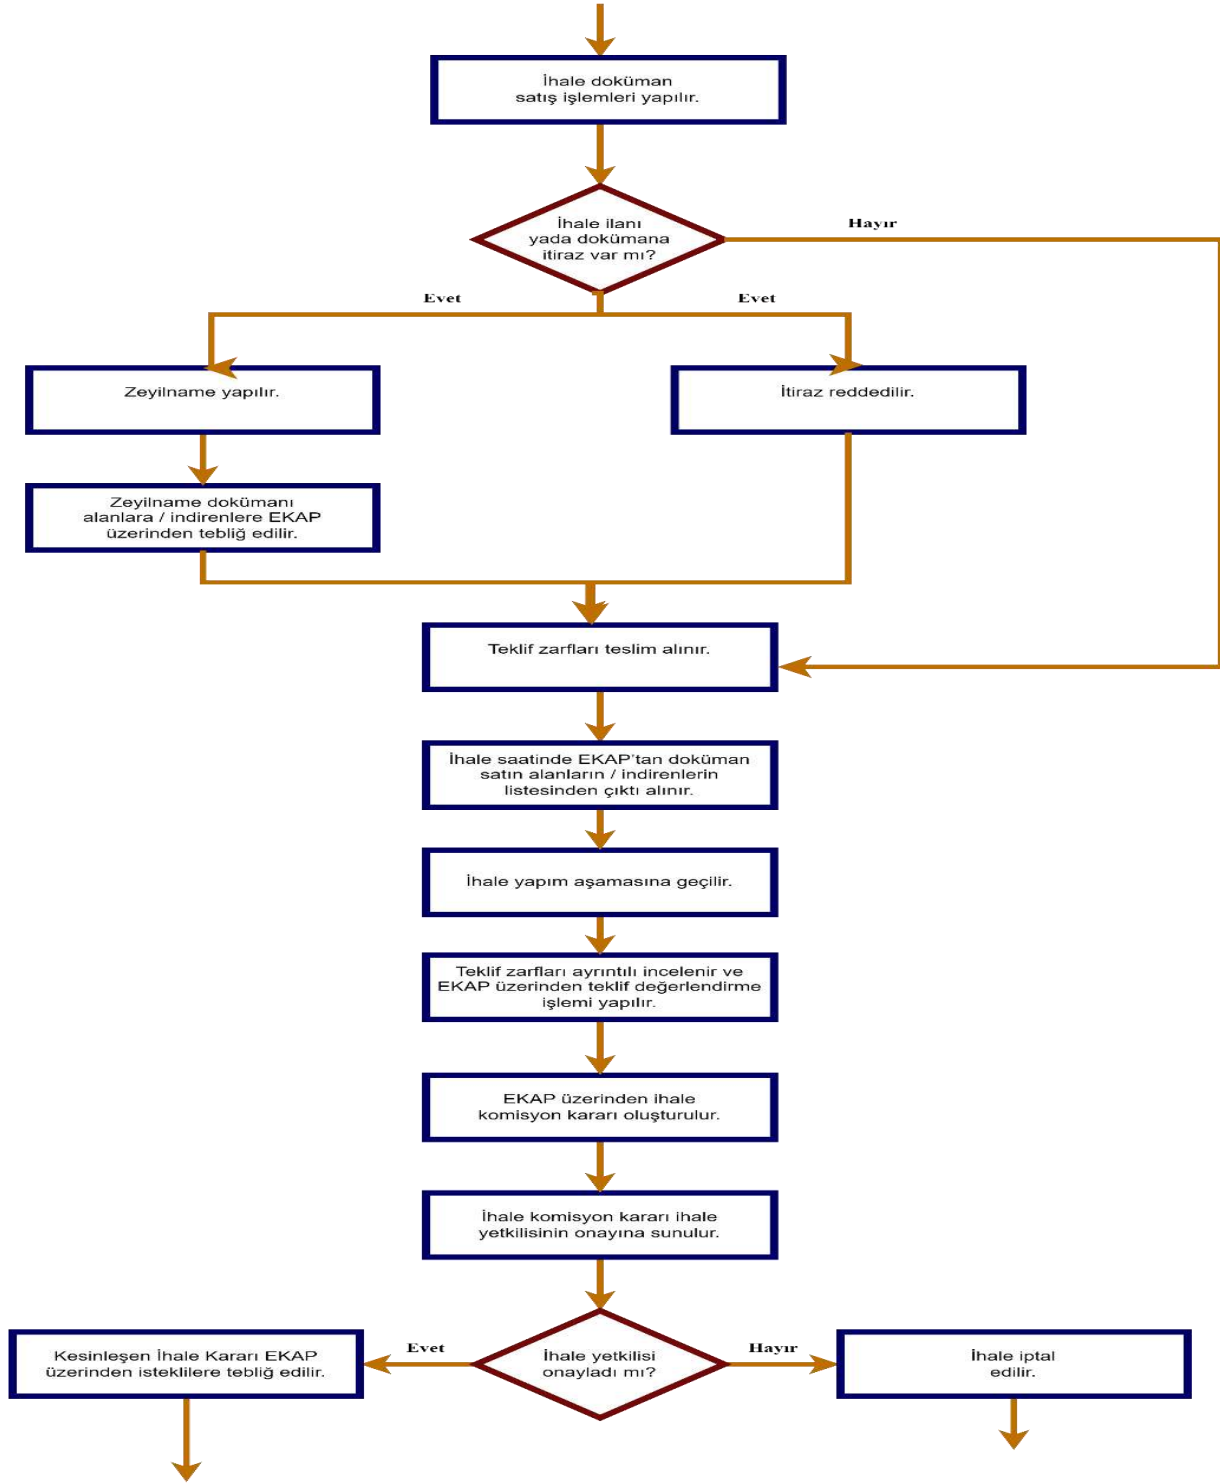 İhale doküman
satış işlemleri yapılır.
İhale ilanı
yada dokümana
itiraz var mı?
Hayır
Evet
Evet
Zeyilname yapılır.
İtiraz reddedilir.
Zeyilname dokümanı
alanlara / indirenlere EKAP
üzerinden tebliğ edilir.
Teklif zarfları teslim alınır.
İhale saatinde EKAP'tan doküman
satın alanların / indirenlerin
listesinden çıktı alınır.
İhale yapım aşamasına geçilir.
Teklif zarfları ayrıntılı incelenir ve
EKAP üzerinden teklif değerlendirme
işlemi yapılır.
EKAP üzerinden ihale
komisyon kararı oluşturulur.
İhale komisyon kararı ihale
yetkilisinin onayına sunulur.
Kesinleşen İhale Kararı EKAP
üzerinden isteklilere tebliğ edilir.
Evet
İhale yetkilisi
onayladı mı?
Hayır
İhale iptal
edilir.